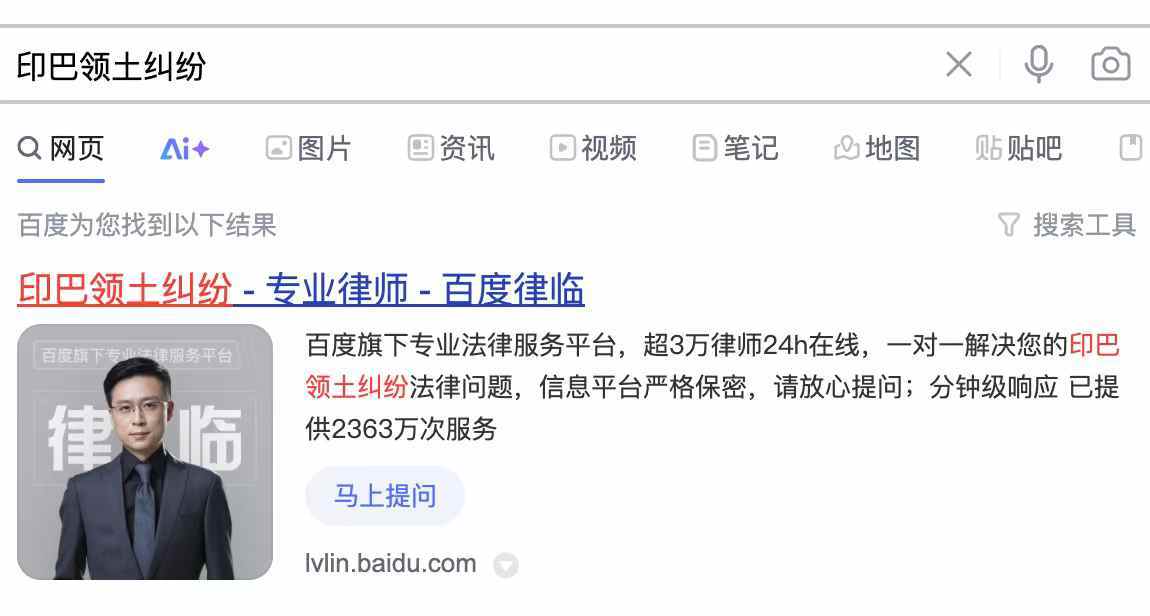 印巴领土纠纷
网页 Ai 图片 资讯 视频 笔记 地图 贴 贴吧
百度为您找到以下结果 搜索工具
印巴领土纠纷 - 专业律师 - 百度律临
百度旗下专业法律服务平台
律临
百度旗下专业法律服务平台，超3万律师24h在线，一对一解决您的印巴
领土纠纷法律问题，信息平台严格保密，请放心提问；分钟级响应 已提
供2363万次服务
马上提问
lvlin.baidu.com